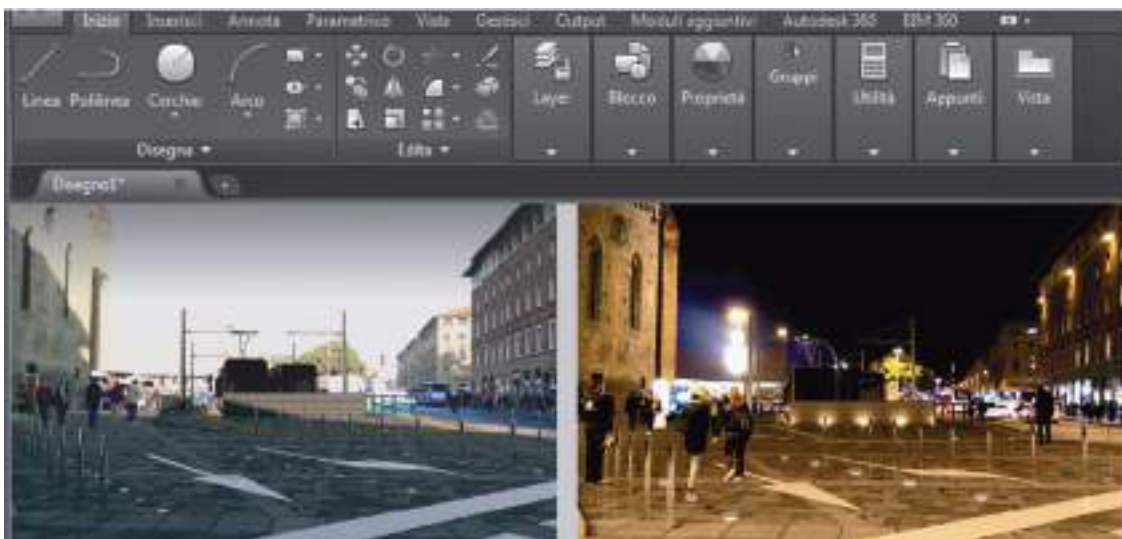 Inizio Inserisci Annota Parametrico Vista Gestisci Output Moduli aggiuntivi Autodesk 365 BIM 360
Linea Polilinea Cerchio Arco Layer Blocco Proprietà Gruppi Utilità Appunti Vista
Disegna Edita
Disegno1*